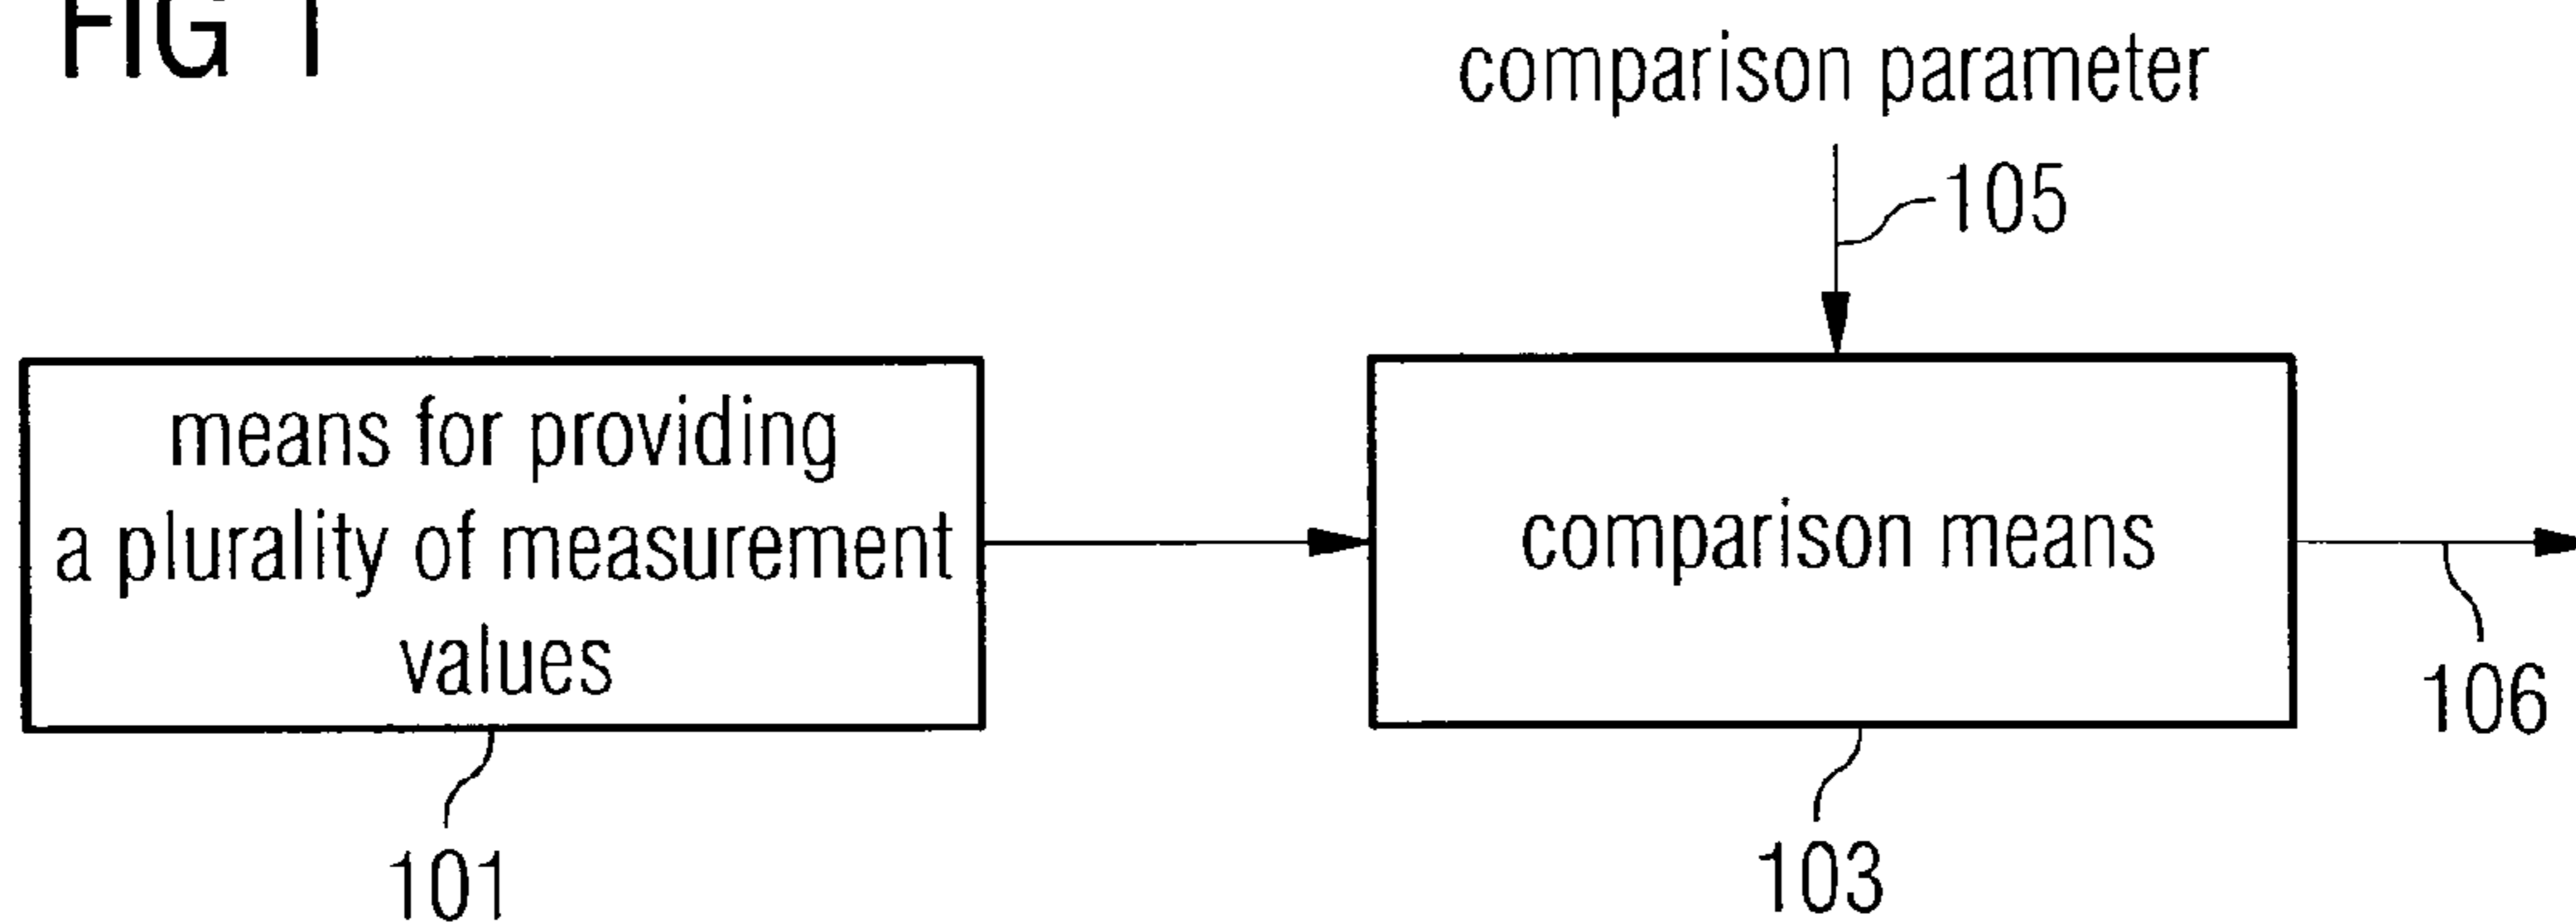 FIG 1
comparison parameter
105
means for providing
a plurality of measurement
values
comparison means
106
101
103